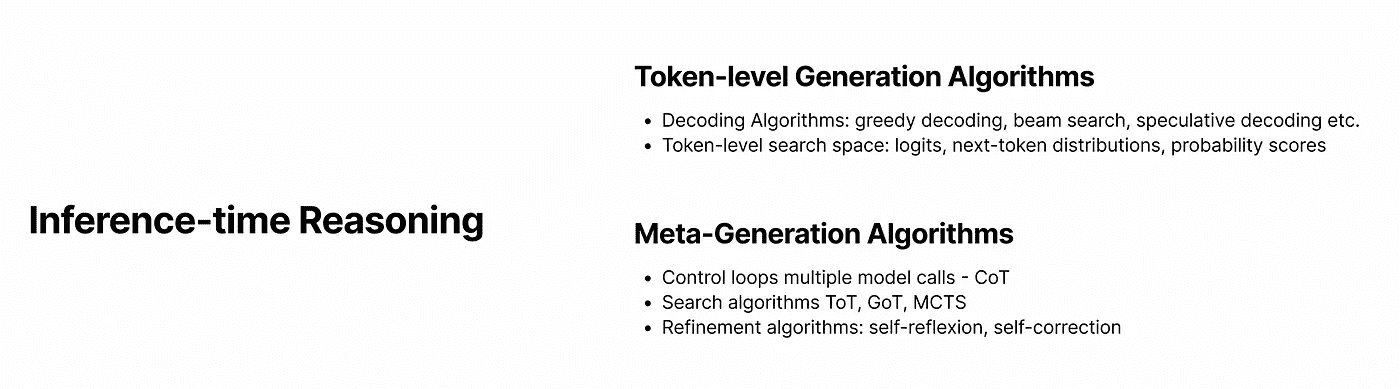 Inference-time Reasoning
Token-level Generation Algorithms
• Decoding Algorithms: greedy decoding, beam search, speculative decoding etc.
• Token-level search space: logits, next-token distributions, probability scores
Meta-Generation Algorithms
• Control loops multiple model calls - CoT
• Search algorithms ToT, GoT, MCTS
• Refinement algorithms: self-reflexion, self-correction